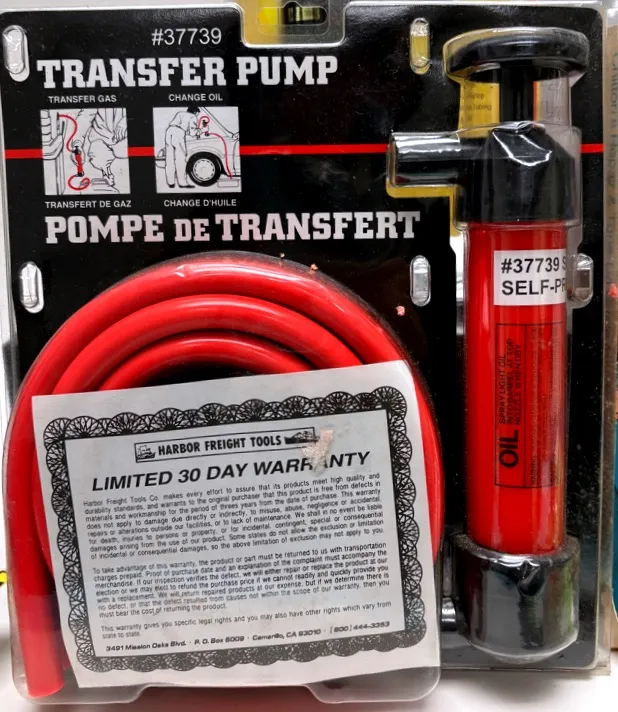 #37739
TRANSFER PUMP
TRANSFER GAS
CHANGE OIL
TRANSFERT DE GAZ
CHANGE D'HUILE
POMPE DE TRANSFERT
#37739 S
SELF-PR
OIL
SPRAY LIGHT OIL
HARBOR FREIGHT TOOLS
LIMITED 30 DAY WARRANTY
Harbor Freight Tools Co. makes every effort to assure that its products meet high quality and
durability standards, and warrants to the original purchaser that this product is free from defects in
materials and workmanship for the period of three years from the date of purchase. This warranty
does not apply to damage due directly or indirectly, to misuse, abuse, negligence or accidental,
repairs or alterations outside our facilities, or to lack of maintenance. We shall in no event be liable
for death, injuries to persons or property, or for incidental, contingent, special or consequential
damages arising from the use of our product. Some states do not allow the exclusion or limitation
of incidental or consequential damages, so the above limitation of exclusion may not apply to you.
To take advantage of this warranty, the product or part must be returned to us with transportation
charges prepaid. Proof of purchase date and an explanation of the complaint must accompany the
merchandise. If our inspection verifies the defect, we will either repair or replace the product at our
election or we may elect to refund the purchase price if we cannot readily and quickly provide you
with a replacement. We will return repaired products at our expense, but if we determine there is
no defect, or that the defect resulted from causes not within the scope of our warranty, then you
must bear the cost of returning the product.
This warranty gives you specific legal rights and you may also have other rights which vary from
state to state.
3491 Mission Oaks Blvd. · P.O. Box 6009 · Camarillo, CA 93010 · (800) 444-3353